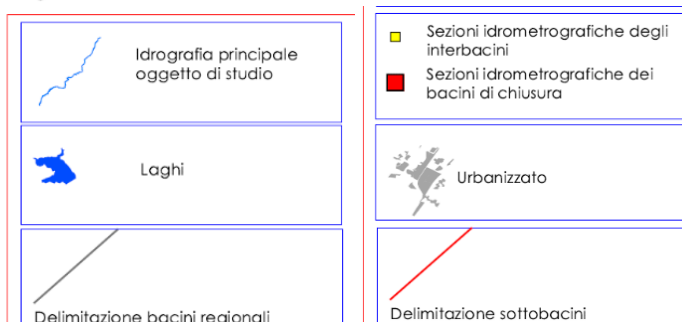 Idrografia principale
oggetto di studio
Laghi
Delimitazione bacini regionali
Sezioni idrometrografiche degli
interbacini
Sezioni idrometrografiche dei
bacini di chiusura
Urbanizzato
Delimitazione sottobacini